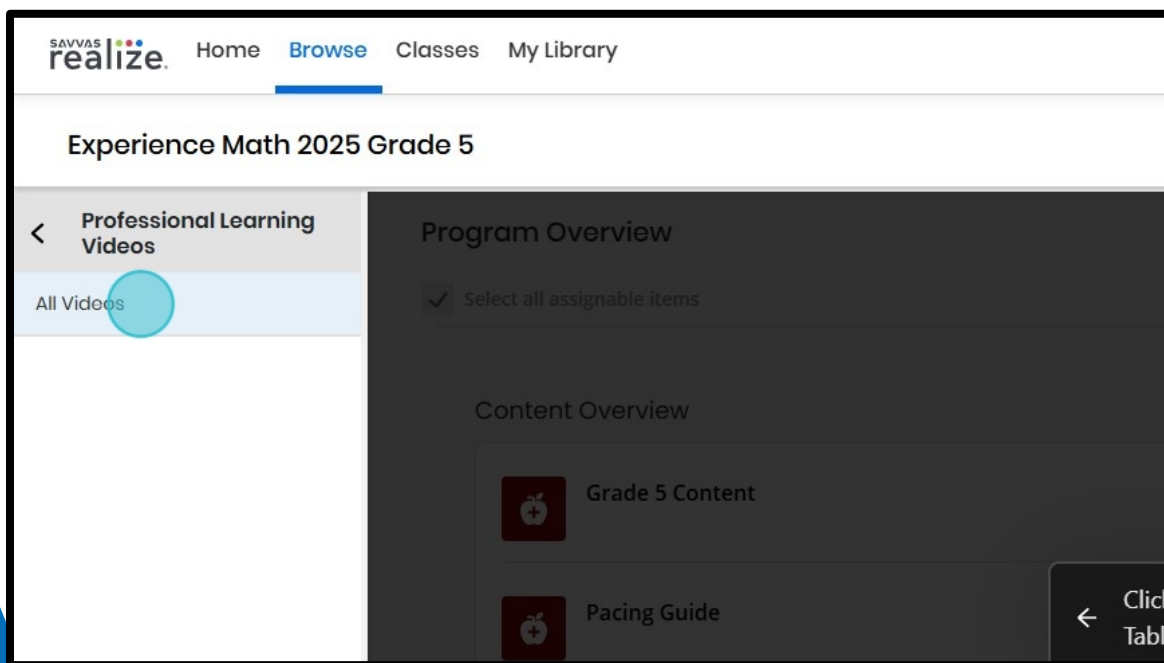 SAVVAS
realize. Home Browse Classes My Library
Experience Math 2025 Grade 5
Professional Learning
Videos
All Videos
Program Overview
Select all assignable items
Content Overview
Grade 5 Content
Pacing Guide